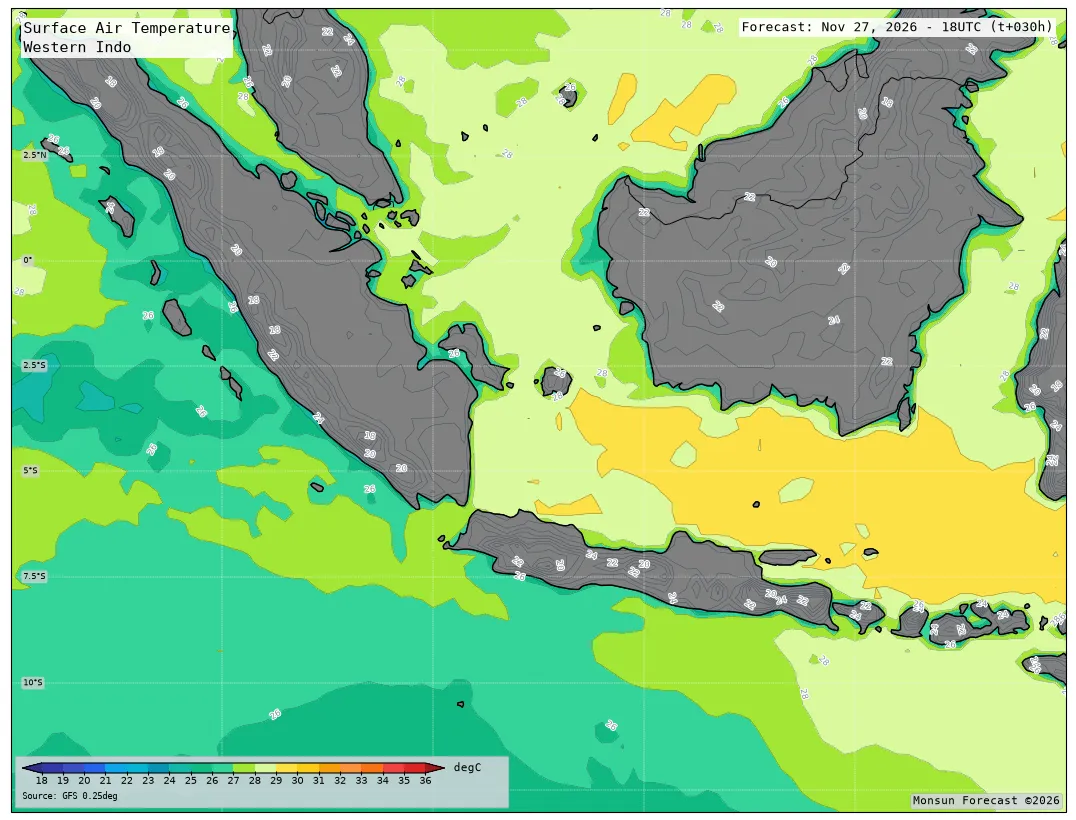 Surface Air Temperature
Western Indo
Forecast: Nov 27, 2026 - 18UTC (t+030h)
2.5°N
0°
2.5°S
5°S
7.5°S
10°S
18 19 20 21 22 23 24 25 26 27 28 29 30 31 32 33 34 35 36 degC
Source: GFS 0.25deg
Monsun Forecast ©2026